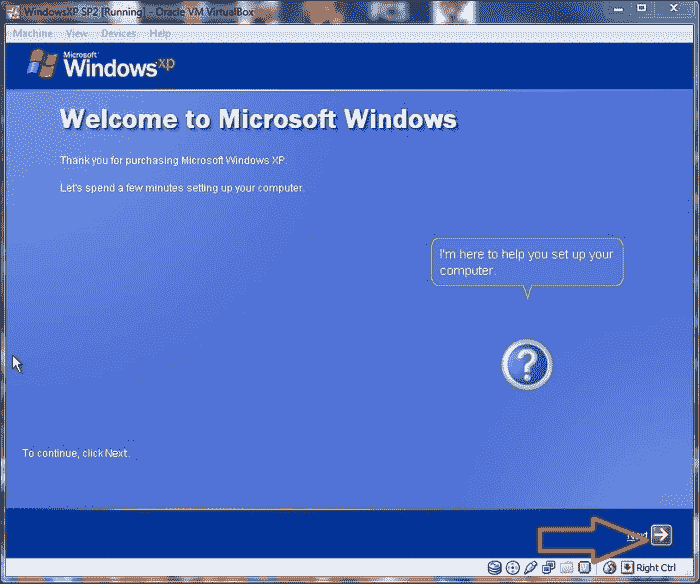 WindowsXP SP2 [Running] - Oracle VM VirtualBox
Machine View Devices Help
Microsoft
Windows xp
Welcome to Microsoft Windows
Thank you for purchasing Microsoft Windows XP.
Let's spend a few minutes setting up your computer.
I'm here to help you set up your
computer.
?
To continue, click Next.
Next
Right Ctrl